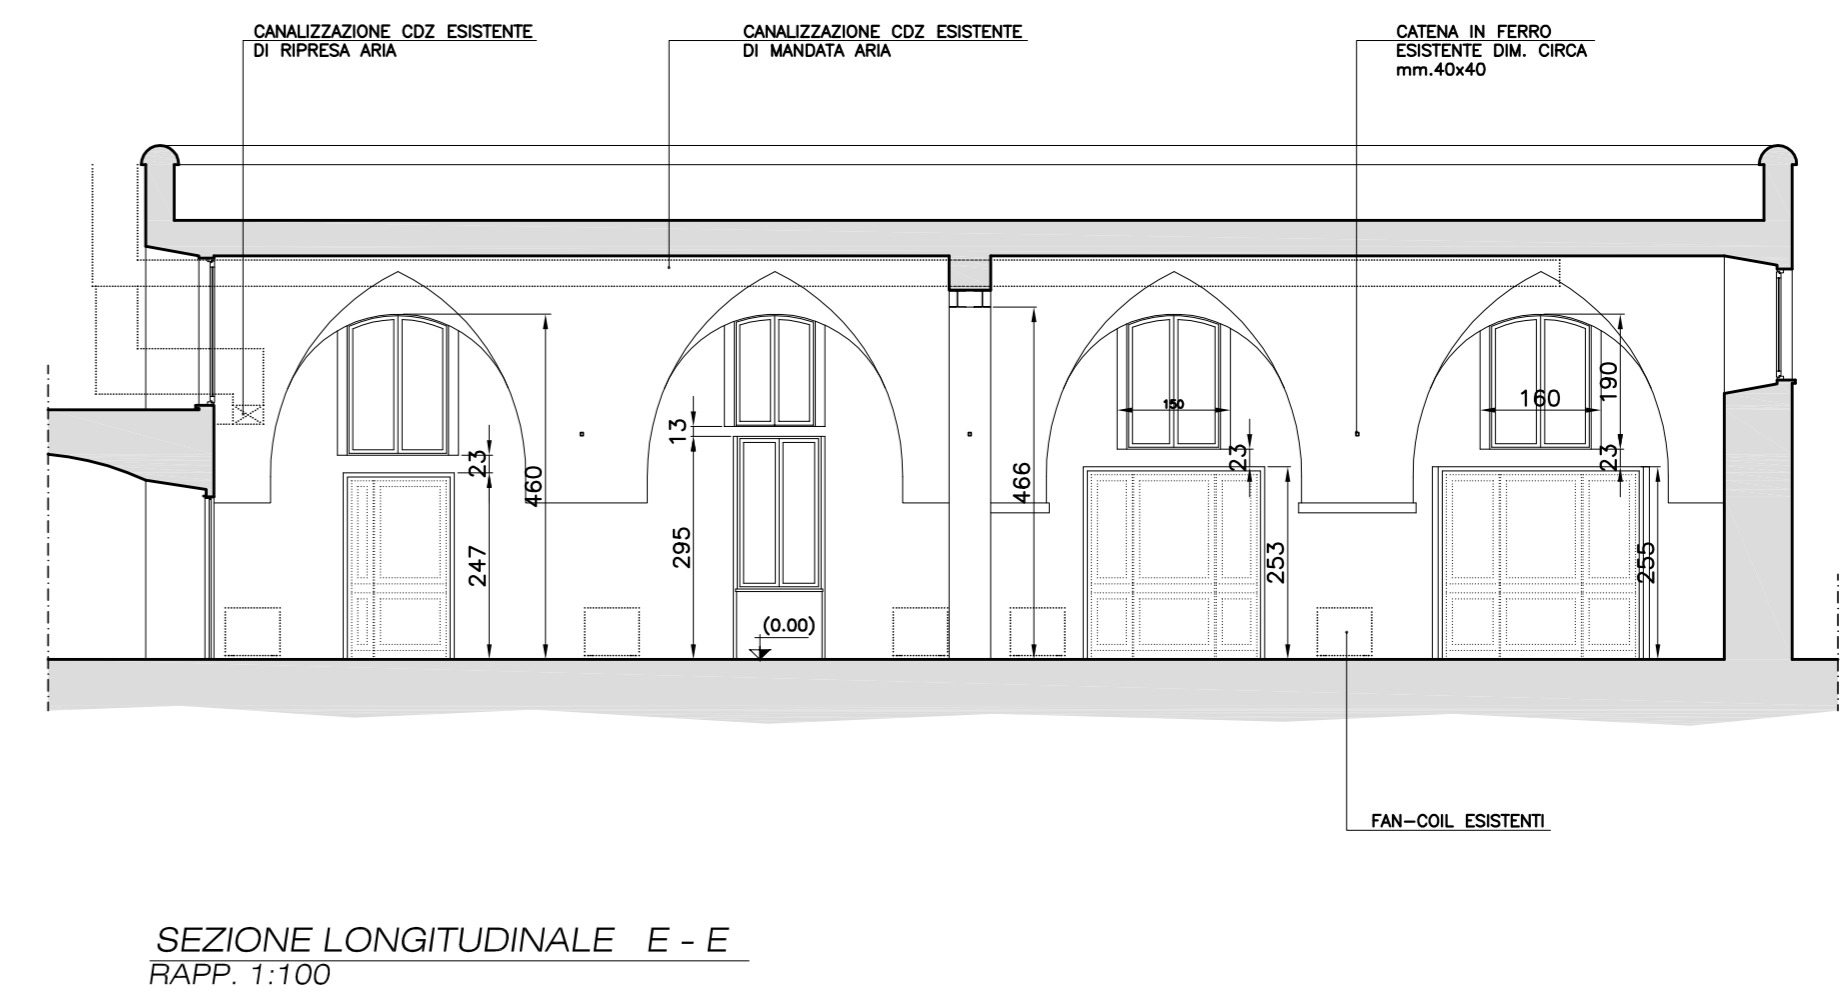 CANALIZZAZIONE CDZ ESISTENTE
DI RIPRESA ARIA
CANALIZZAZIONE CDZ ESISTENTE
DI MANDATA ARIA
CATENA IN FERRO
ESISTENTE DIM. CIRCA
mm.40x40
23
247
460
13
295
(0.00)
466
150
23
253
160
190
23
255
FAN-COIL ESISTENTI
SEZIONE LONGITUDINALE E - E
RAPP. 1:100